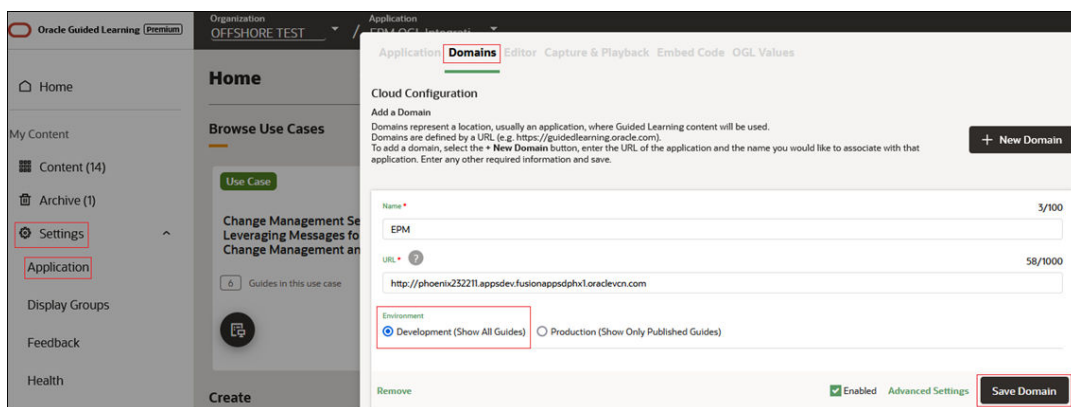 Oracle Guided Learning Premium
Organization
OFFSHORE TEST
/
Application
EPM OGL Integrati
Home
My Content
Content (14)
Archive (1)
Settings
Application
Display Groups
Feedback
Health
Home
Browse Use Cases
Use Case
Change Management Se
Leveraging Messages fo
Change Management an
6 Guides in this use case
Create
Application Domains Editor Capture & Playback Embed Code OGL Values
Cloud Configuration
Add a Domain
Domains represent a location, usually an application, where Guided Learning content will be used.
Domains are defined by a URL (e.g. https://guidedlearning.oracle.com).
To add a domain, select the + New Domain button, enter the URL of the application and the name you would like to associate with that
application. Enter any other required information and save.
+ New Domain
Name *
3/100
EPM
URL * ?
58/1000
http://phoenix232211.appsdev.fusionappsdphx1.oraclevcn.com
Environment
Development (Show All Guides) Production (Show Only Published Guides)
Remove
Enabled Advanced Settings Save Domain